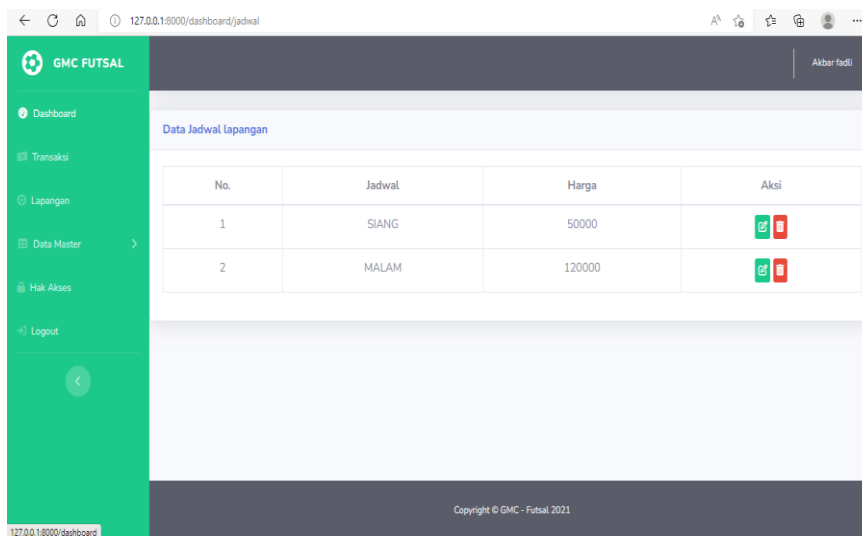 127.0.0.1:8000/dashboard/jadwal
GMC FUTSAL
Akbar fadli
Dashboard
Transaksi
Lapangan
Data Master
Hak Akses
Logout
Data Jadwal lapangan
No. Jadwal Harga Aksi
1 SIANG 50000
2 MALAM 120000
Copyright © GMC - Futsal 2021
127.0.0.1:8000/dashboard